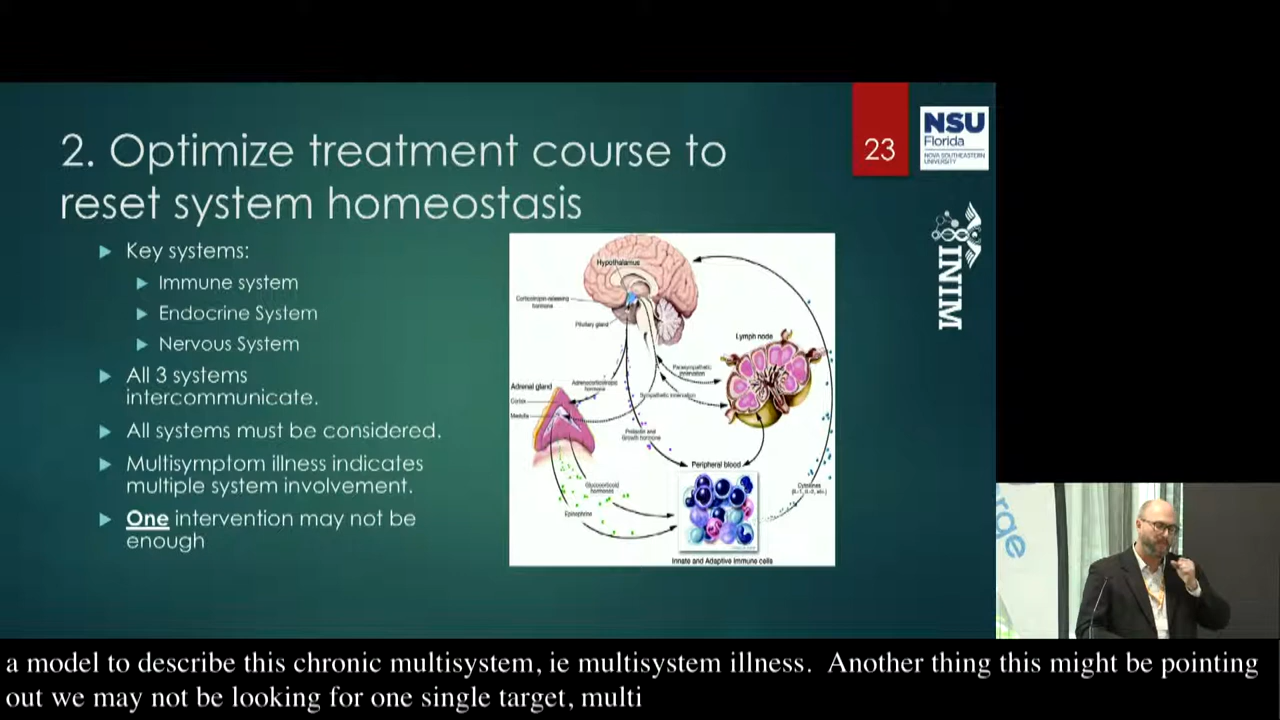 2. Optimize treatment course to
reset system homeostasis
23
NSU
Florida
NOVA SOUTHEASTERN
UNIVERSITY
INIM
Key systems:
Immune system
Endocrine System
Nervous System
All 3 systems
intercommunicate.
All systems must be considered.
Multisymptom illness indicates
multiple system involvement.
One intervention may not be
enough
Hypothalamus
Corticotropin-releasing
hormone
Pituitary gland
Lymph node
Parasympathetic
innervation
Adrenal gland
Adrenocorticotropic
hormone
Cortex
Sympathetic innervation
Medulla
Prolactin and
Growth hormone
Peripheral blood
Glucocorticoid
hormones
Cytokines
Epinephrine
Innate and Adaptive Immune cells
rge
a model to describe this chronic multisystem, ie multisystem illness.  Another thing this might be pointing
out we may not be looking for one single target, multi